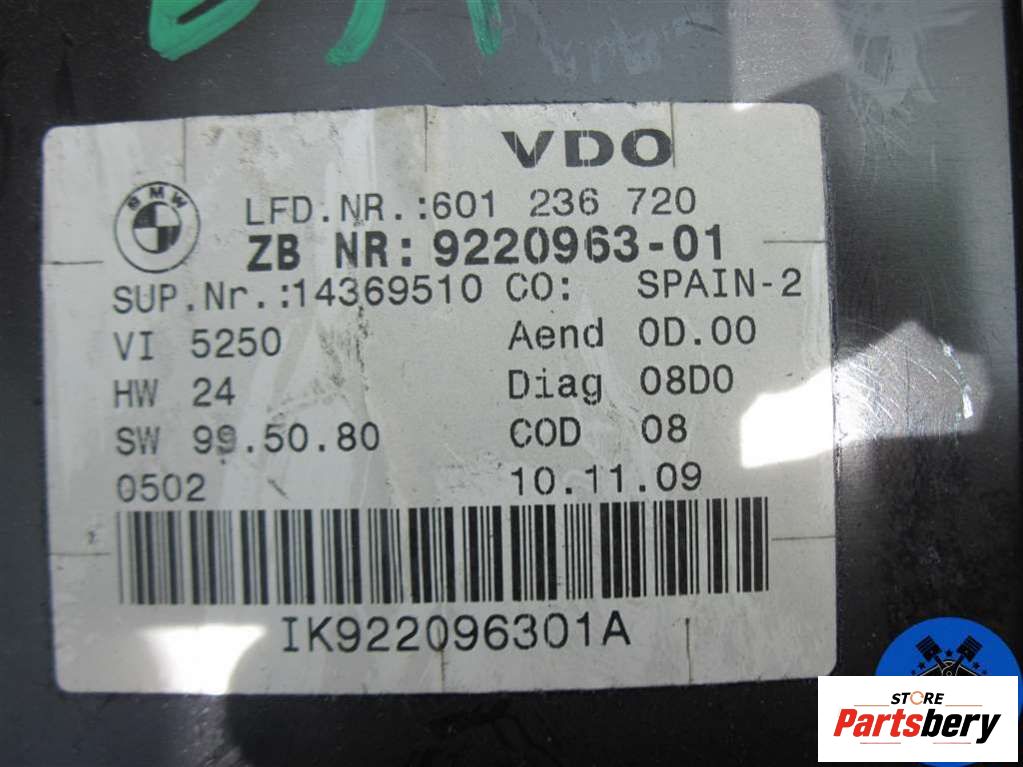 VDO
BMW
LFD.NR.:601 236 720
ZB NR: 9220963-01
SUP.Nr.:14369510 CO: SPAIN-2
VI 5250 Aend 0D.00
HW 24 Diag 08D0
SW 99.50.80 COD 08
0502 10.11.09
IK922096301A
STORE
Partsbery